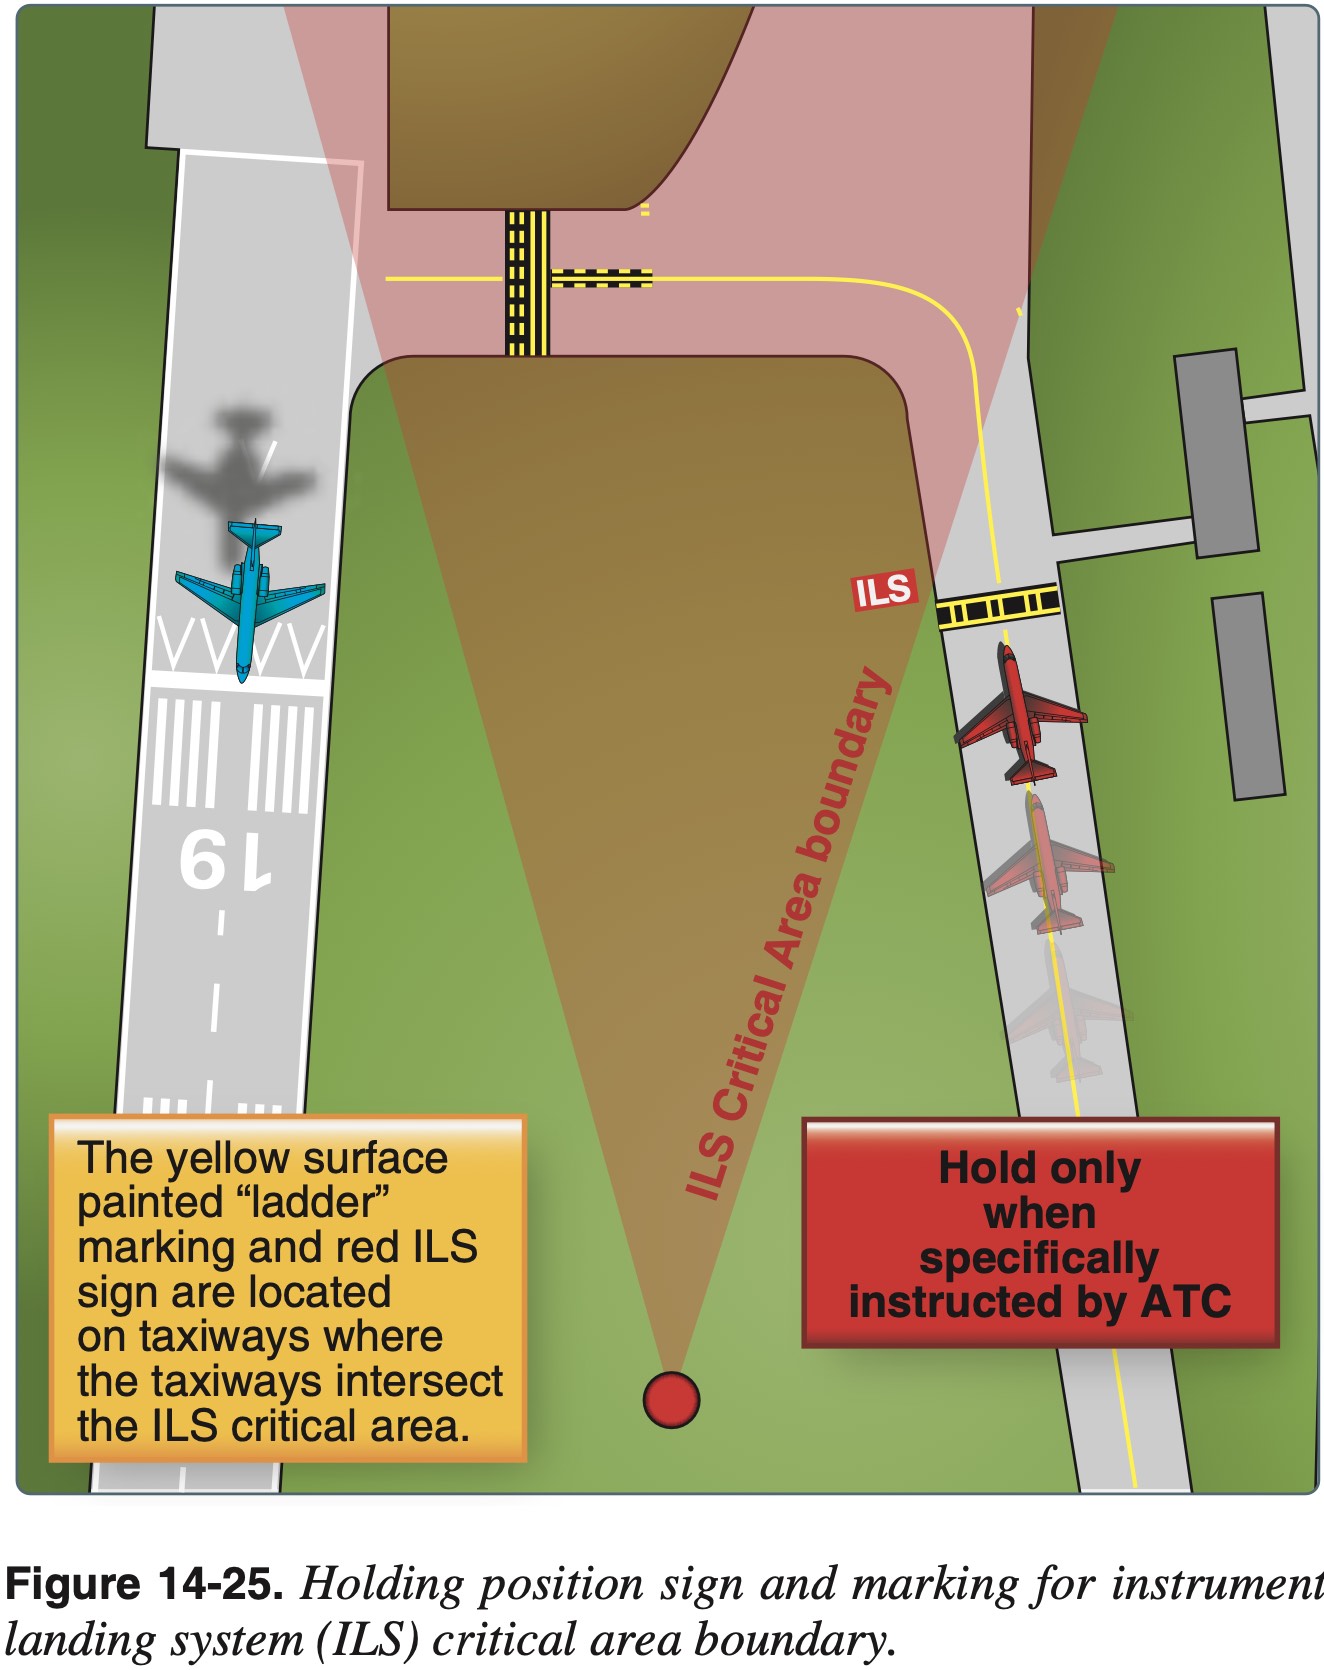 19
ILS
ILS Critical Area boundary
The yellow surface
painted “ladder”
marking and red ILS
sign are located
on taxiways where
the taxiways intersect
the ILS critical area.
Hold only
when
specifically
instructed by ATC
Figure 14-25. Holding position sign and marking for instrument
landing system (ILS) critical area boundary.